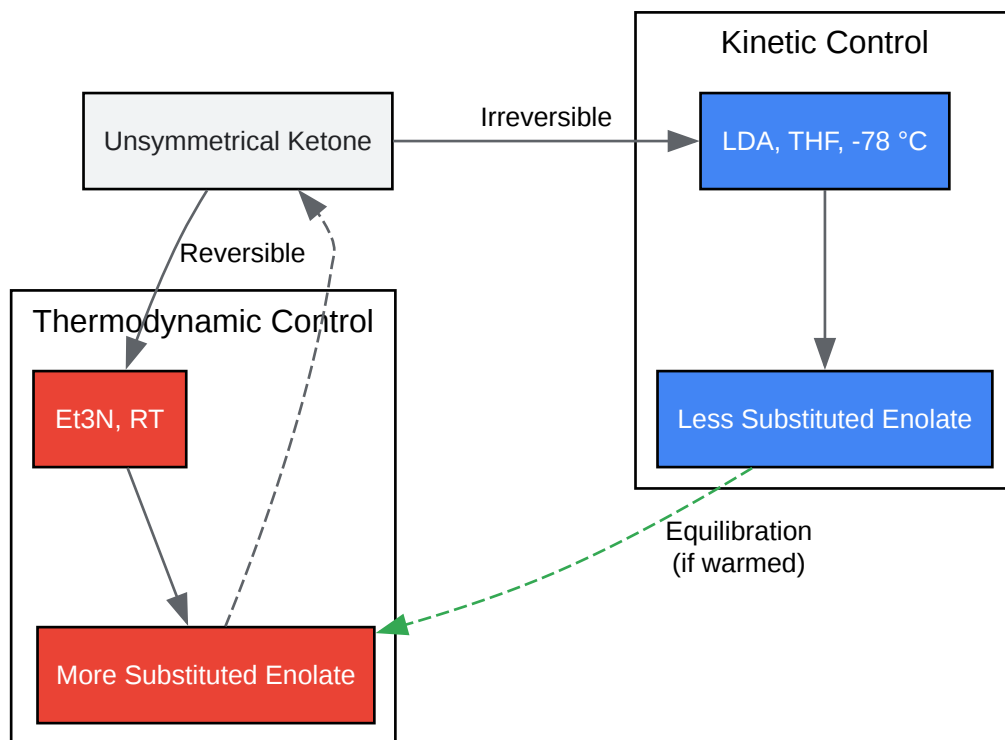 Kinetic Control
Unsymmetrical Ketone
Irreversible
LDA, THF, -78 °C
Reversible
Thermodynamic Control
Et3N, RT
Less Substituted Enolate
Equilibration
(if warmed)
More Substituted Enolate